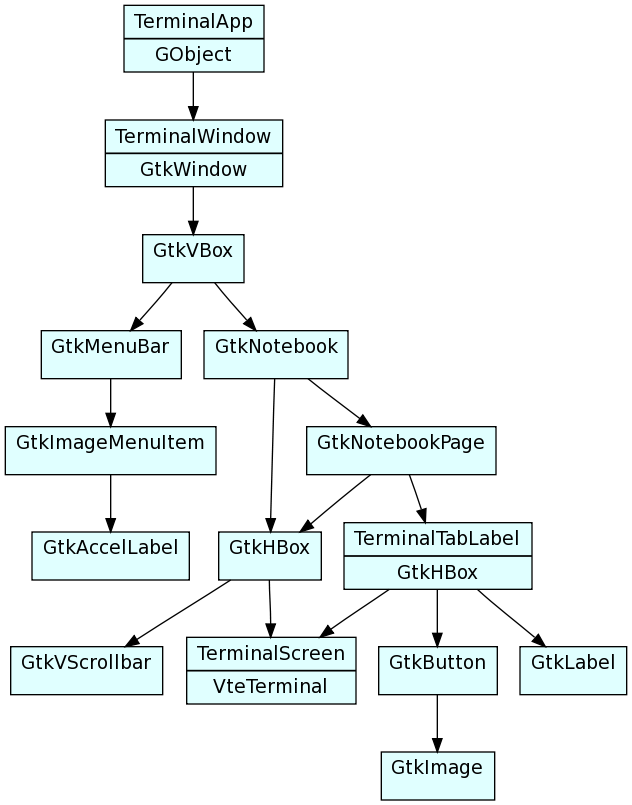 TerminalApp
GObject
TerminalWindow
GtkWindow
GtkVBox
GtkMenuBar
GtkNotebook
GtkImageMenuItem
GtkNotebookPage
GtkAccelLabel
GtkHBox
TerminalTabLabel
GtkHBox
GtkVScrollbar
TerminalScreen
VteTerminal
GtkButton
GtkLabel
GtkImage